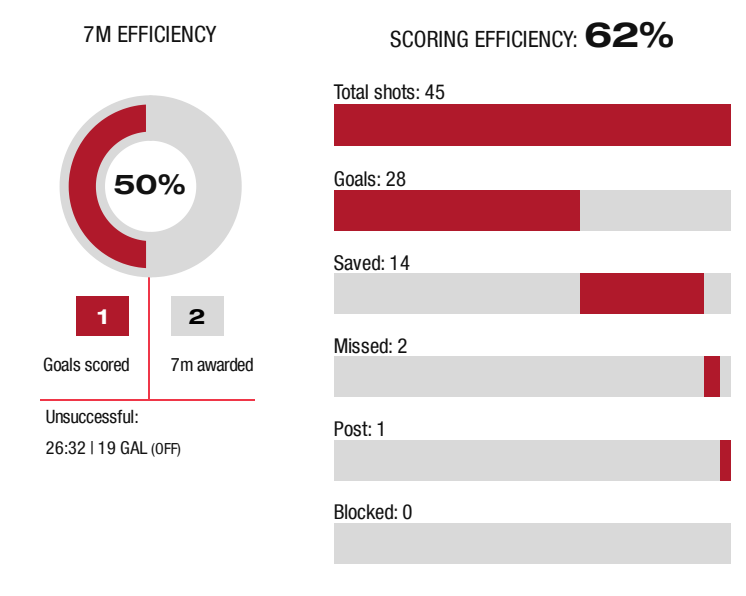 7M EFFICIENCY
50%
1
2
Goals scored
7m awarded
Unsuccessful:
26:32 | 19 GAL (OFF)
SCORING EFFICIENCY: 62%
Total shots: 45
Goals: 28
Saved: 14
Missed: 2
Post: 1
Blocked: 0